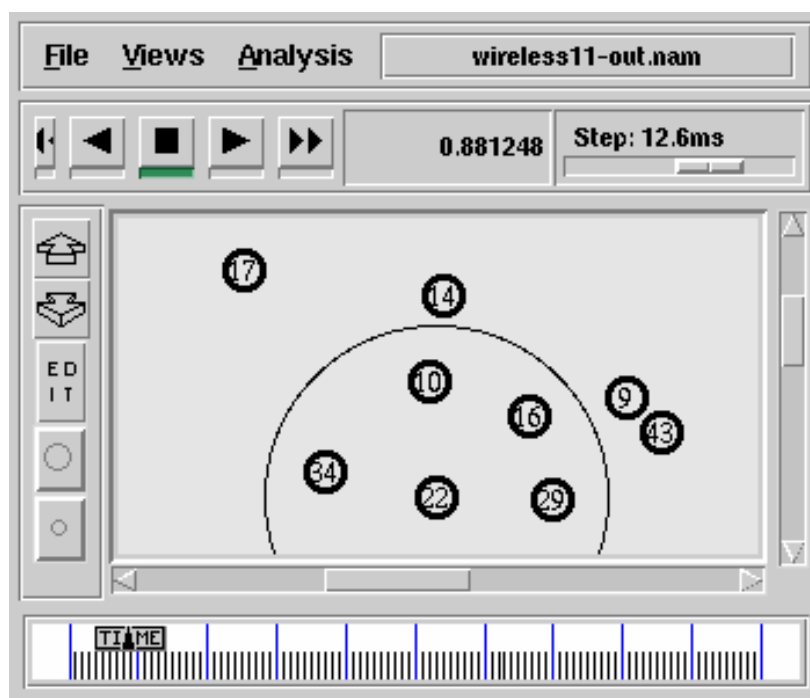 File Views Analysis wireless11-out.nam
0.881248 Step: 12.6ms
17
14
ED
IT
10
9
16
43
34
22
29
TIME